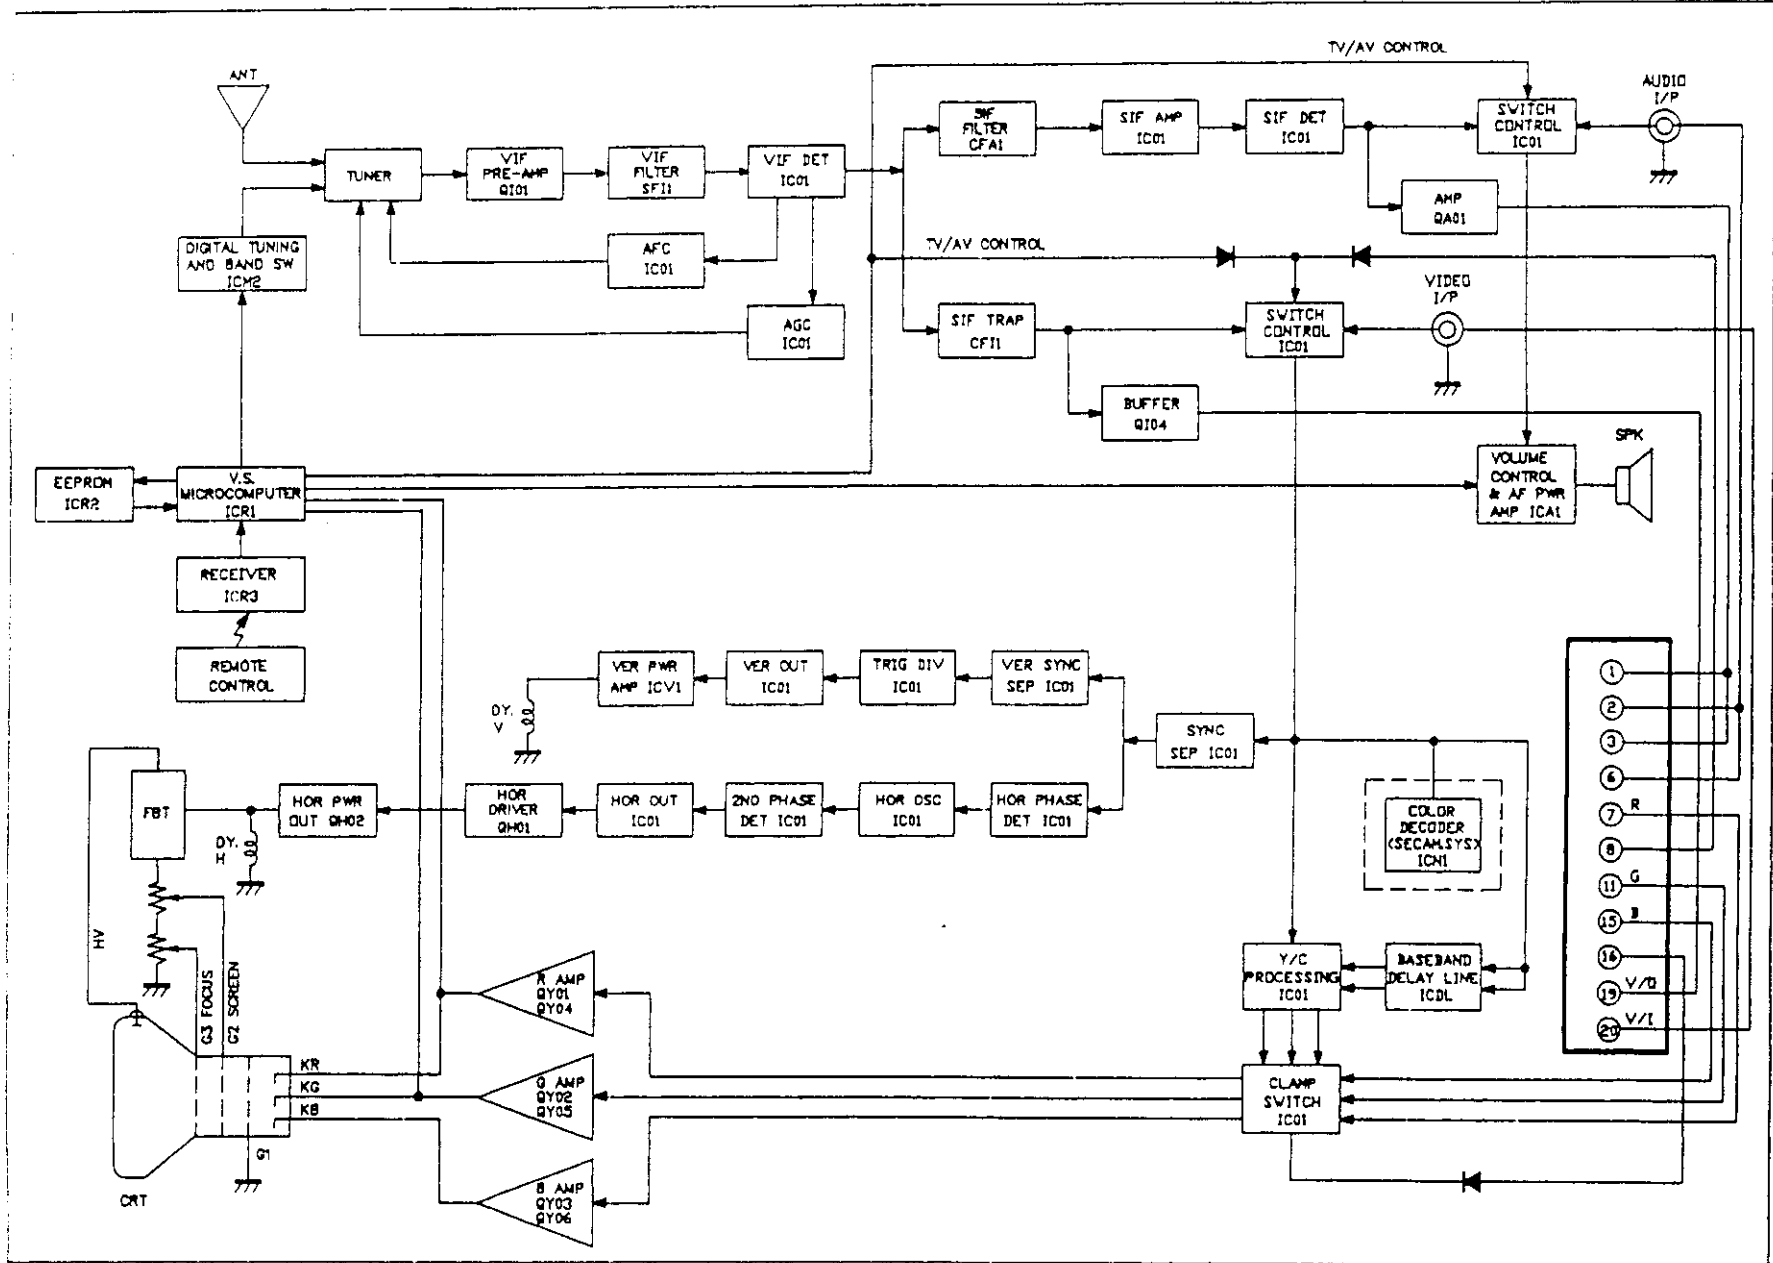 TV/AV CONTROL
ANT
AUDIO
I/P
TUNER
VIF
PRE-AMP
QI01
VIF
FILTER
SFI1
VIF DET
IC01
SIF
FILTER
CFA1
SIF AMP
IC01
SIF DET
IC01
SWITCH
CONTROL
IC01
AMP
QA01
DIGITAL TUNING
AND BAND SW
ICM2
AFC
IC01
TV/AV CONTROL
VIDEO
I/P
AGC
IC01
SIF TRAP
CFI1
SWITCH
CONTROL
IC01
BUFFER
QI04
SPK
EEPROM
ICR2
V.S.
MICROCOMPUTER
ICR1
VOLUME
CONTROL
& AF PWR
AMP ICA1
RECEIVER
ICR3
REMOTE
CONTROL
VER PWR
AMP ICV1
VER OUT
IC01
TRIG DIV
IC01
VER SYNC
SEP IC01
DY.
V
SYNC
SEP IC01
FBT
HOR PWR
OUT QH02
HOR
DRIVER
QH01
HOR OUT
IC01
2ND PHASE
DET IC01
HOR OSC
IC01
HOR PHASE
DET IC01
DY.
H
COLOR
DECODER
(SECAM.SYS)
ICN1
1
2
3
6
7 R
8
11 G
15 B
16
19 V/O
20 V/I
HV
G3 FOCUS
G2 SCREEN
R AMP
QY01
QY04
Y/C
PROCESSING
IC01
BASEBAND
DELAY LINE
ICDL
KR
KG
KB
G AMP
QY02
QY05
CLAMP
SWITCH
IC01
G1
CRT
B AMP
QY03
QY06